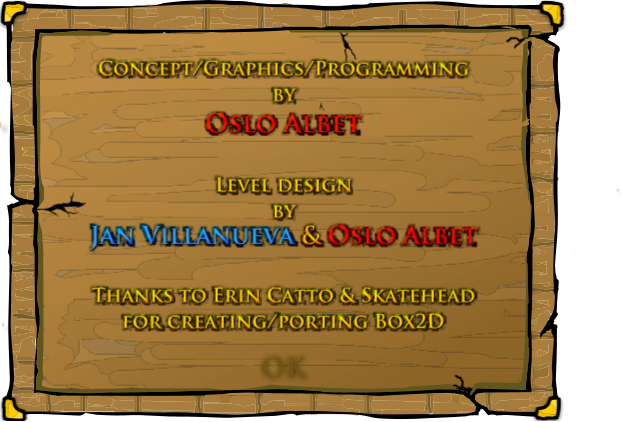 Concept/Graphics/Programming
by
Oslo Albet
Level design
by
Jan Villanueva & Oslo Albet
Thanks to Erin Catto & Skatehead
for creating/porting Box2D
OK